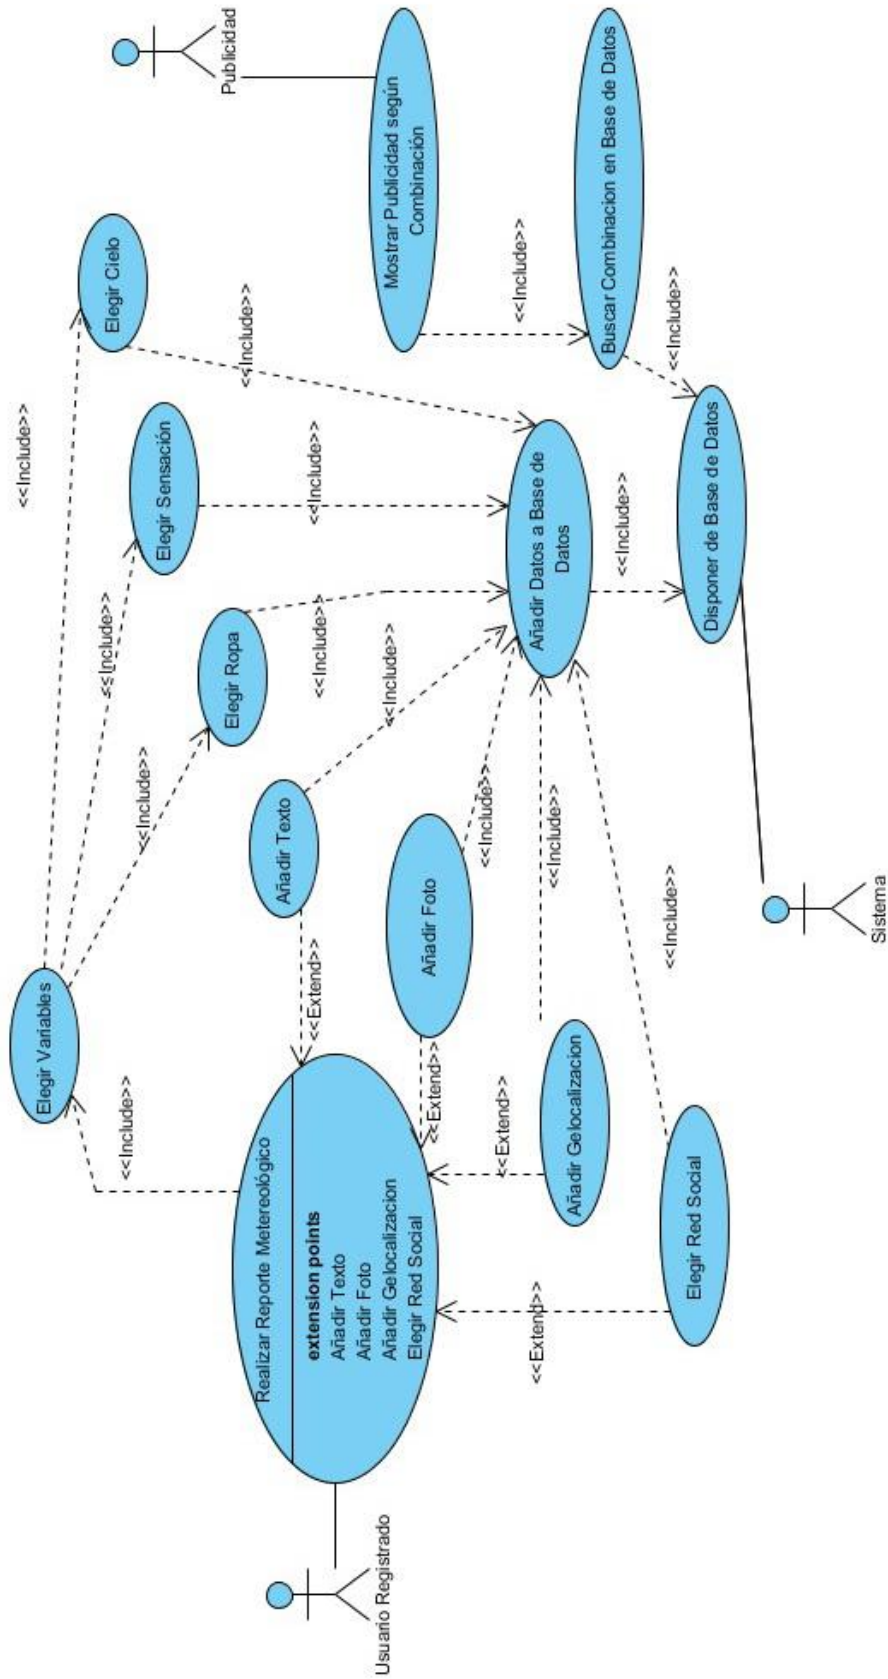 Elegir Variables
<<Include>>
<<Include>>
<<Include>>
<<Include>>
Elegir Cielo
Elegir Sensación
Elegir Ropa
Publicidad
Mostrar Publicidad según
Combinación
<<Include>>
Buscar Combinacion en Base de Datos
<<Include>>
Usuario Registrado
Realizar Reporte Metereológico
extension points
Añadir Texto
Añadir Foto
Añadir Gelocalizacion
Elegir Red Social
<<Extend>>
<<Extend>>
<<Extend>>
<<Extend>>
Añadir Texto
Añadir Foto
Añadir Gelocalizacion
Elegir Red Social
<<Include>>
<<Include>>
<<Include>>
<<Include>>
<<Include>>
<<Include>>
<<Include>>
Añadir Datos a Base de
Datos
<<Include>>
Disponer de Base de Datos
Sistema